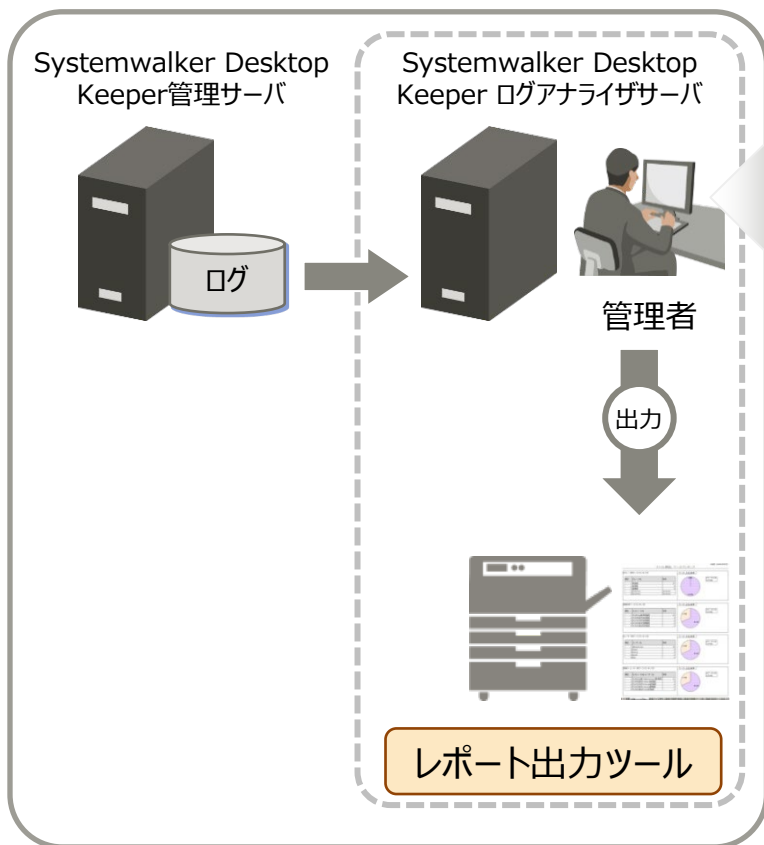 Systemwalker Desktop
Keeper管理サーバ
Systemwalker Desktop
Keeper ログアナライザサーバ
ログ
管理者
出力
レポート出力ツール